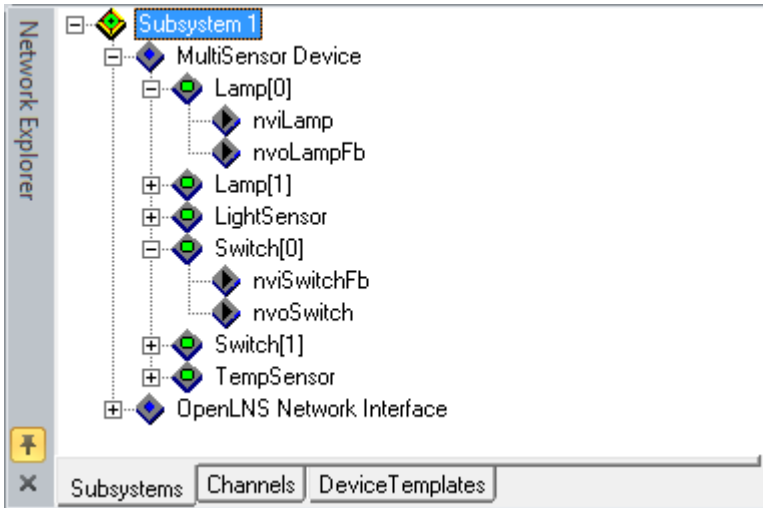 Network Explorer
Subsystem 1
MultiSensor Device
Lamp[0]
nviLamp
nvoLampFb
Lamp[1]
LightSensor
Switch[0]
nviSwitchFb
nvoSwitch
Switch[1]
TempSensor
OpenLNS Network Interface
Subsystems Channels DeviceTemplates